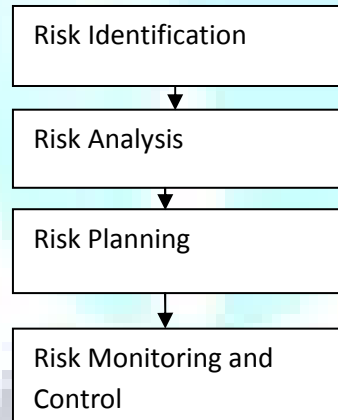 Risk Identification
Risk Analysis
Risk Planning
Risk Monitoring and
Control